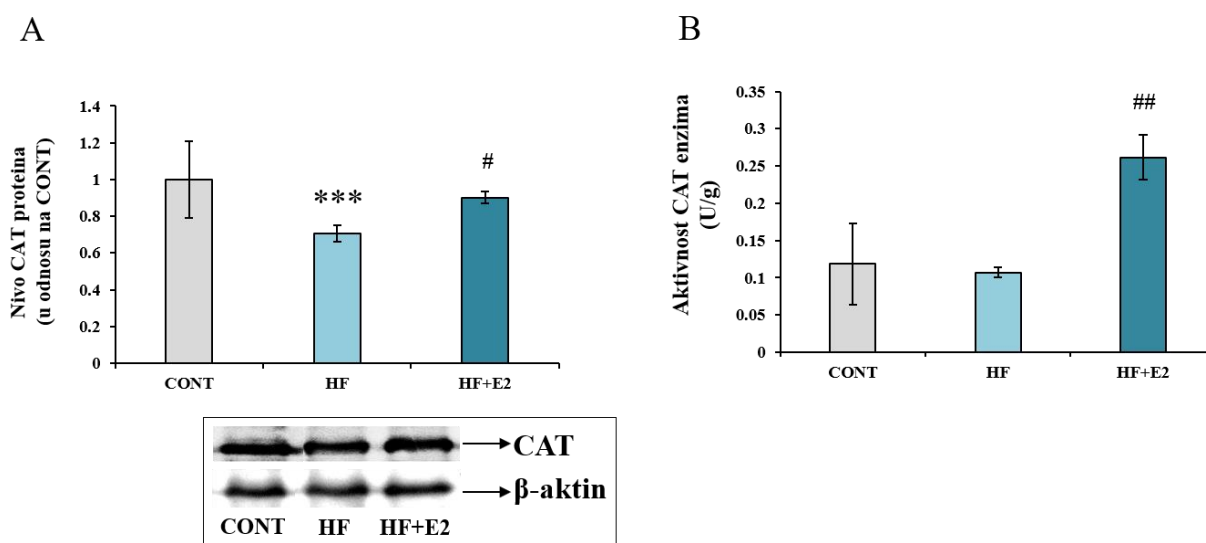 A
Nivo CAT proteina
(u odnosu na CONT)
1.4
1.2
1
0.8
0.6
0.4
0.2
0
***
#
CONT
HF
HF+E2
CAT
β-aktin
CONT
HF
HF+E2
B
Aktivnost CAT enzima
(U/g)
0.35
0.3
0.25
0.2
0.15
0.1
0.05
0
##
CONT
HF
HF+E2